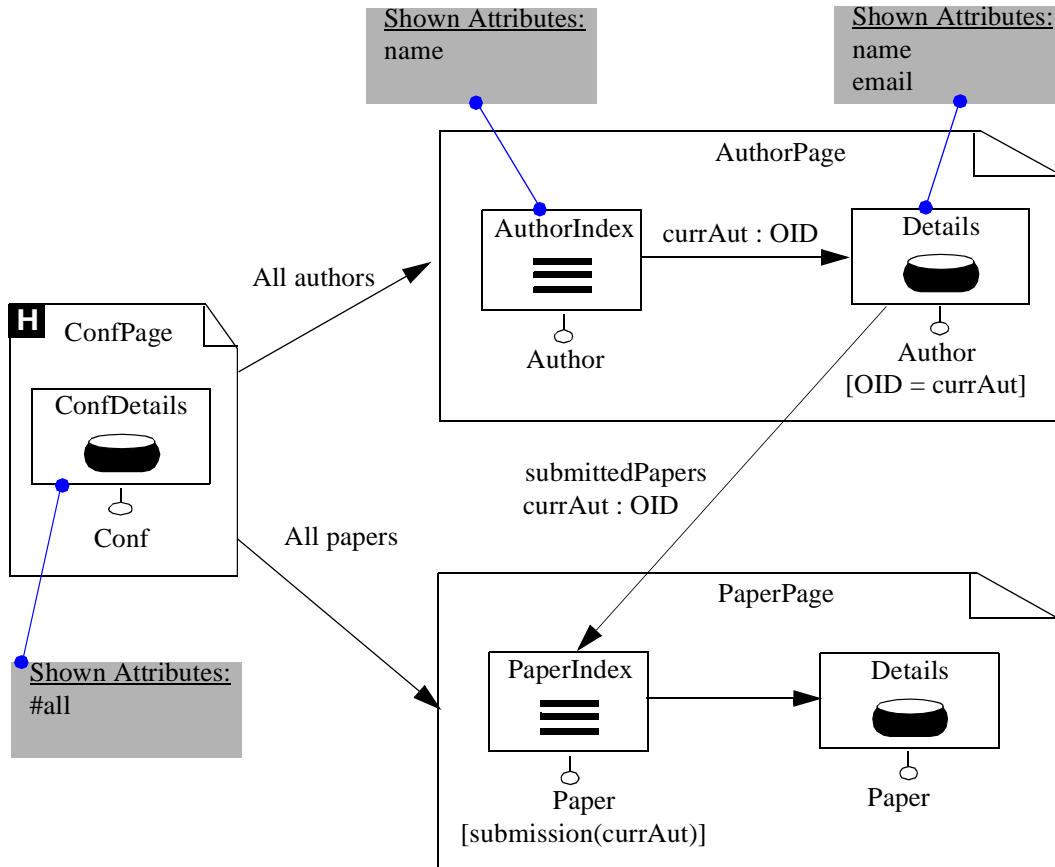 Shown Attributes:
name
Shown Attributes:
name
email
AuthorPage
AuthorIndex
currAut : OID
Details
All authors
Author
Author
[OID = currAut]
H
ConfPage
ConfDetails
Conf
submittedPapers
currAut : OID
All papers
PaperPage
PaperIndex
Details
Shown Attributes:
#all
Paper
[submission(currAut)]
Paper